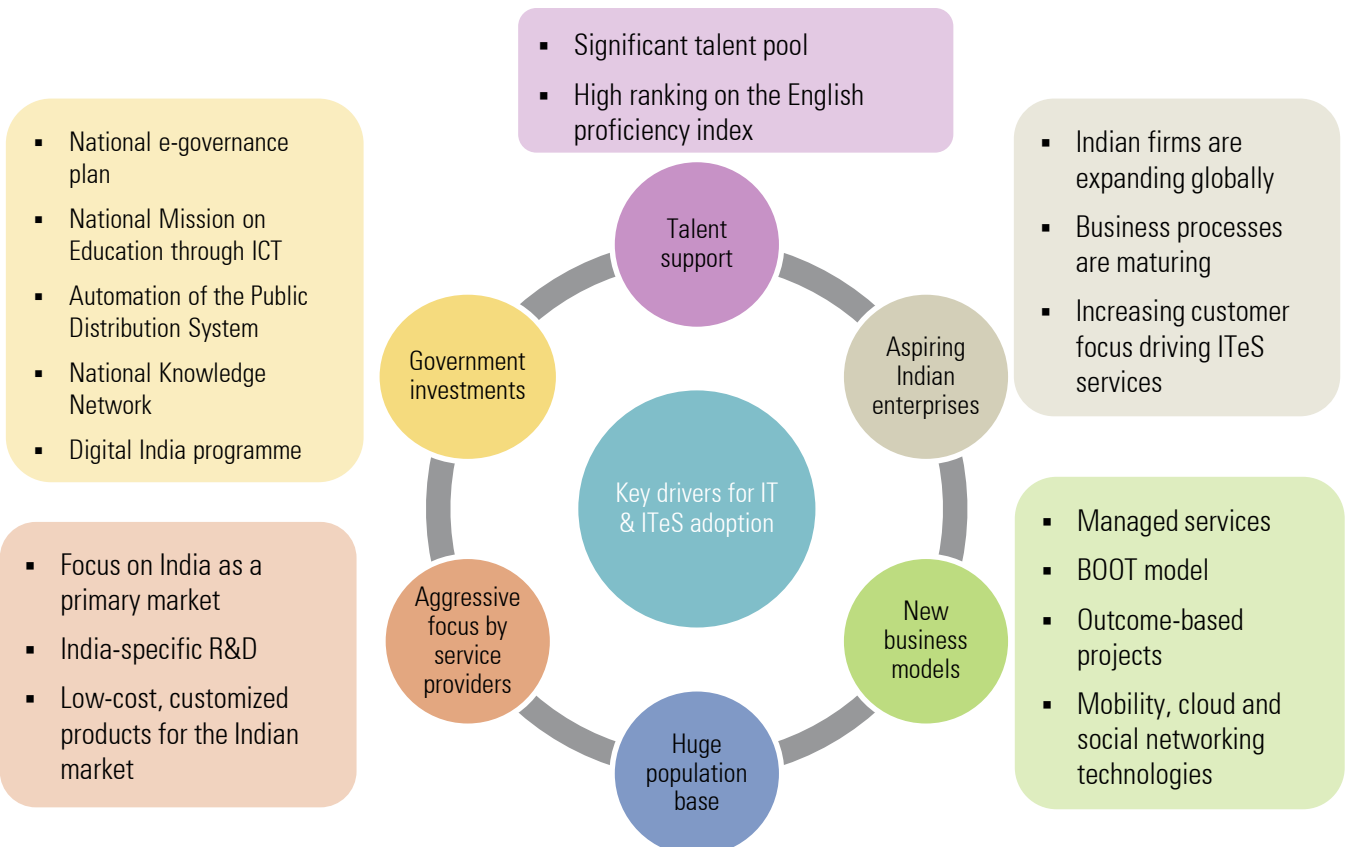 ▪ Significant talent pool
▪ High ranking on the English
proficiency index
▪ National e-governance
plan
▪ National Mission on
Education through ICT
▪ Automation of the Public
Distribution System
▪ National Knowledge
Network
▪ Digital India programme
▪ Indian firms are
expanding globally
▪ Business processes
are maturing
▪ Increasing customer
focus driving ITeS
services
Talent
support
Government
investments
Aspiring
Indian
enterprises
Key drivers for IT
& ITeS adoption
▪ Focus on India as a
primary market
▪ India-specific R&D
▪ Low-cost, customized
products for the Indian
market
Aggressive
focus by
service
providers
New
business
models
▪ Managed services
▪ BOOT model
▪ Outcome-based
projects
▪ Mobility, cloud and
social networking
technologies
Huge
population
base